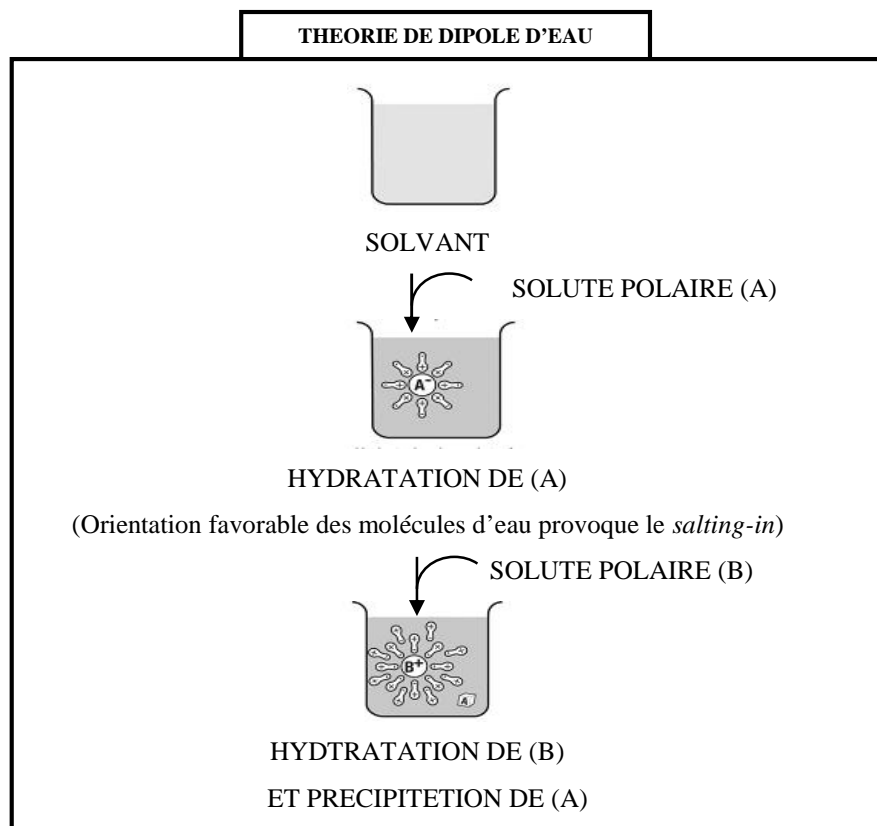 THEORIE DE DIPOLE D’EAU
SOLVANT
SOLUTE POLAIRE (A)
A⁻
HYDRATATION DE (A)
(Orientation favorable des molécules d’eau provoque le salting-in)
SOLUTE POLAIRE (B)
B⁺
A
HYDTRATATION DE (B)
ET PRECIPITETION DE (A)